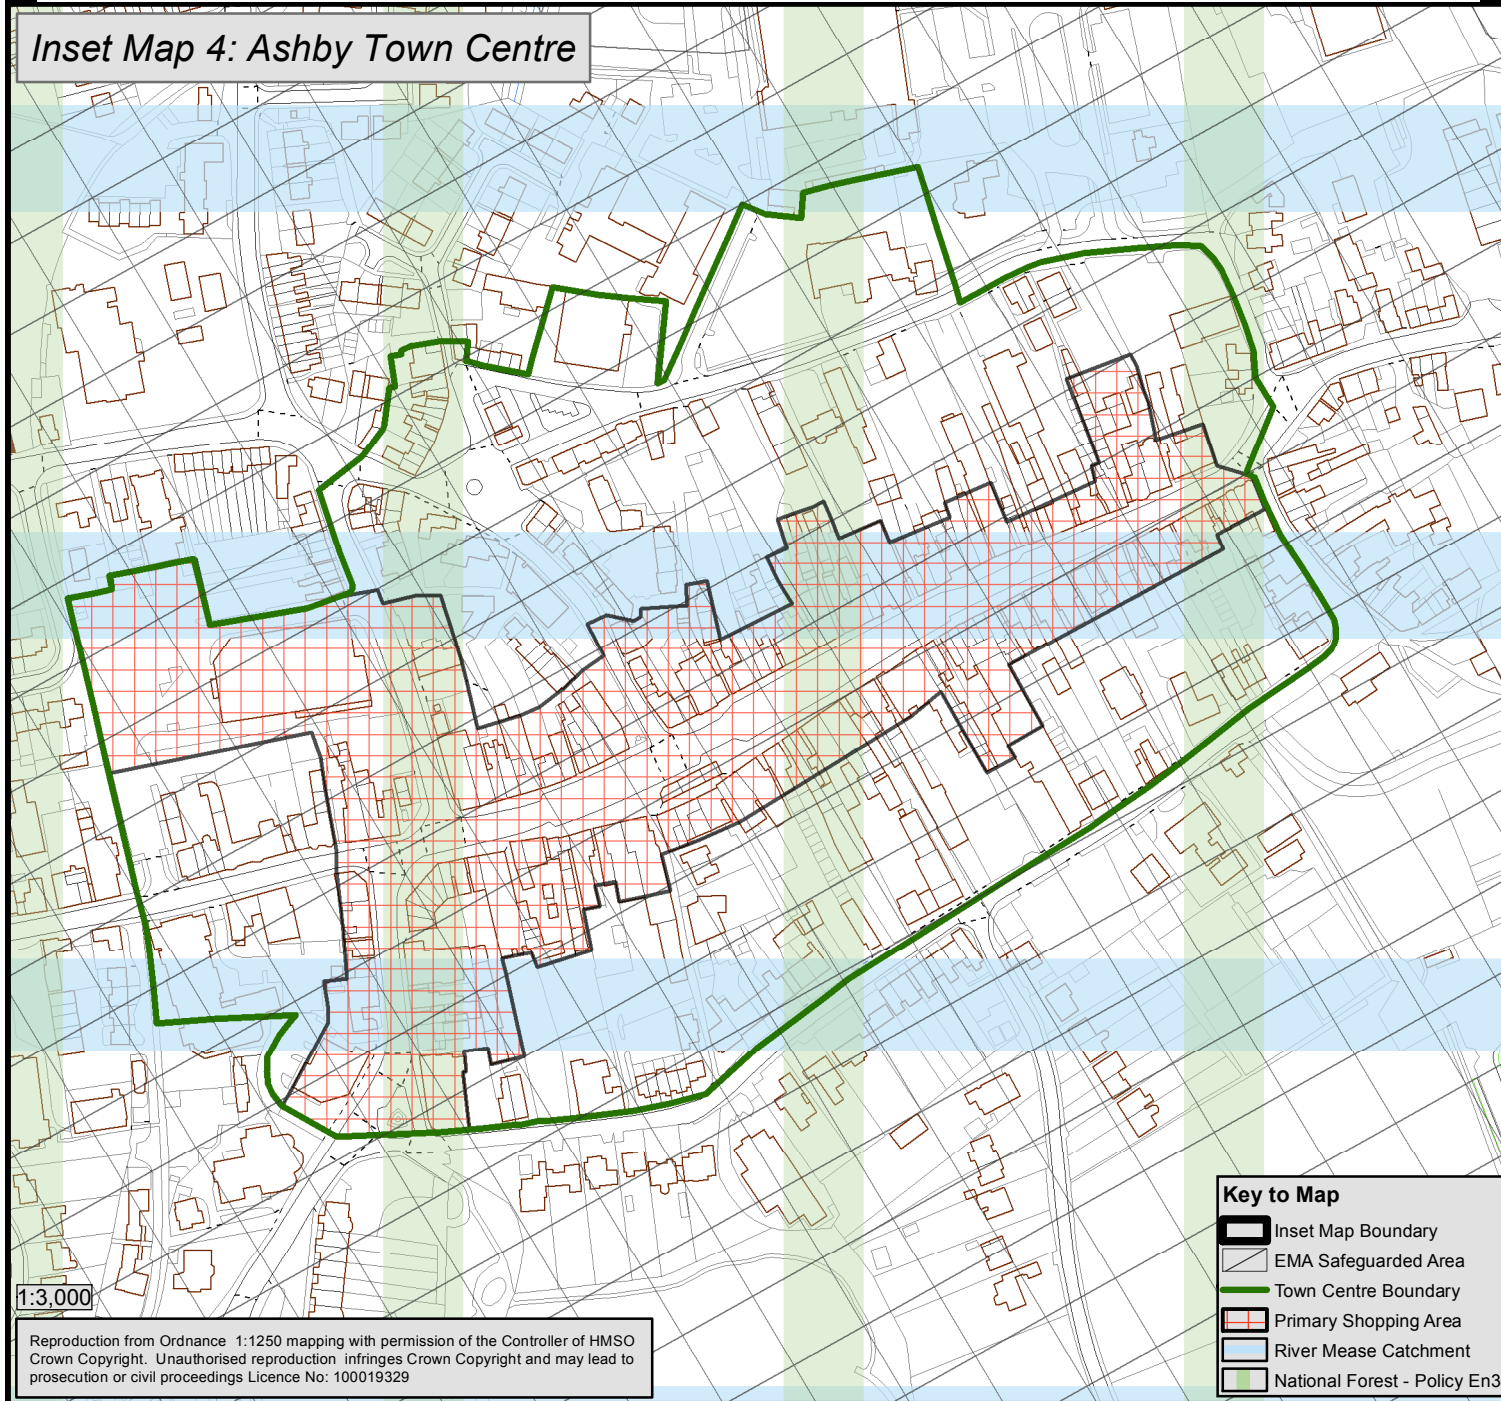 Inset Map 4: Ashby Town Centre
Key to Map
Inset Map Boundary
EMA Safeguarded Area
Town Centre Boundary
Primary Shopping Area
River Mease Catchment
National Forest - Policy En3
1:3,000
Reproduction from Ordnance 1:1250 mapping with permission of the Controller of HMSO
Crown Copyright. Unauthorised reproduction infringes Crown Copyright and may lead to
prosecution or civil proceedings Licence No: 100019329